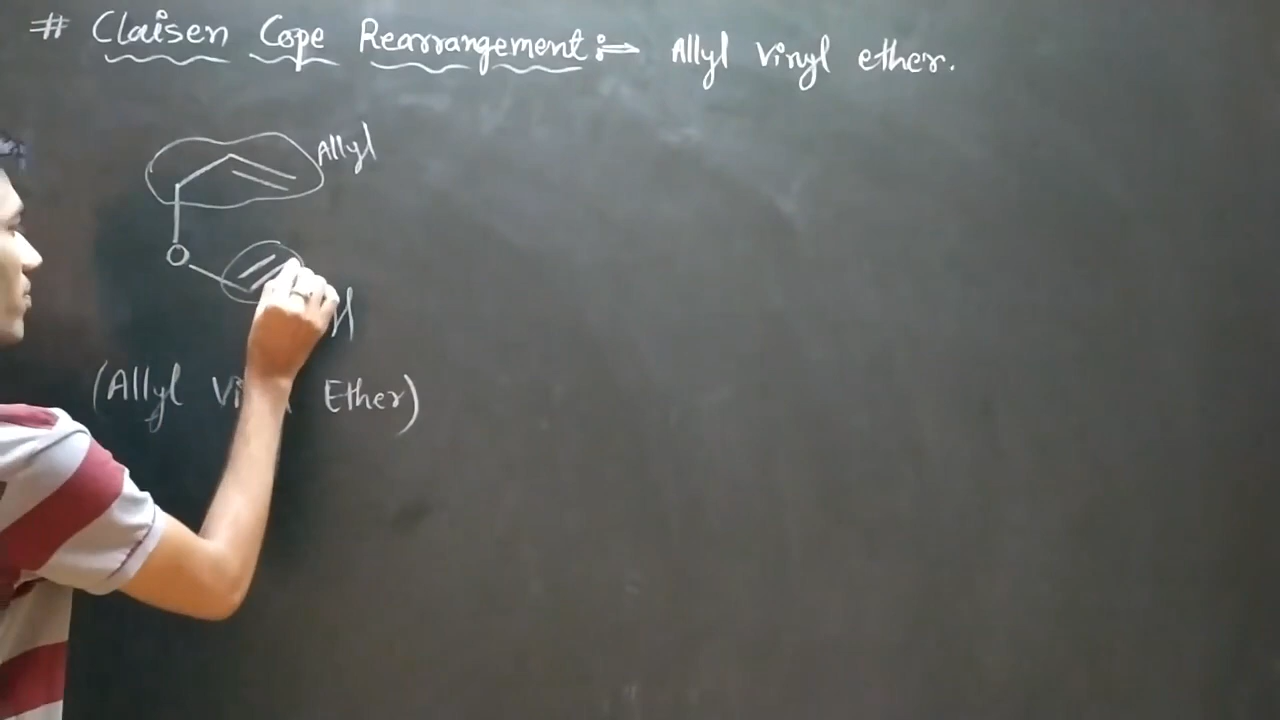 # Claisen Cope Rearrangement :⇒ Allyl Vinyl ether.
Allyl
O
(Allyl Ether)